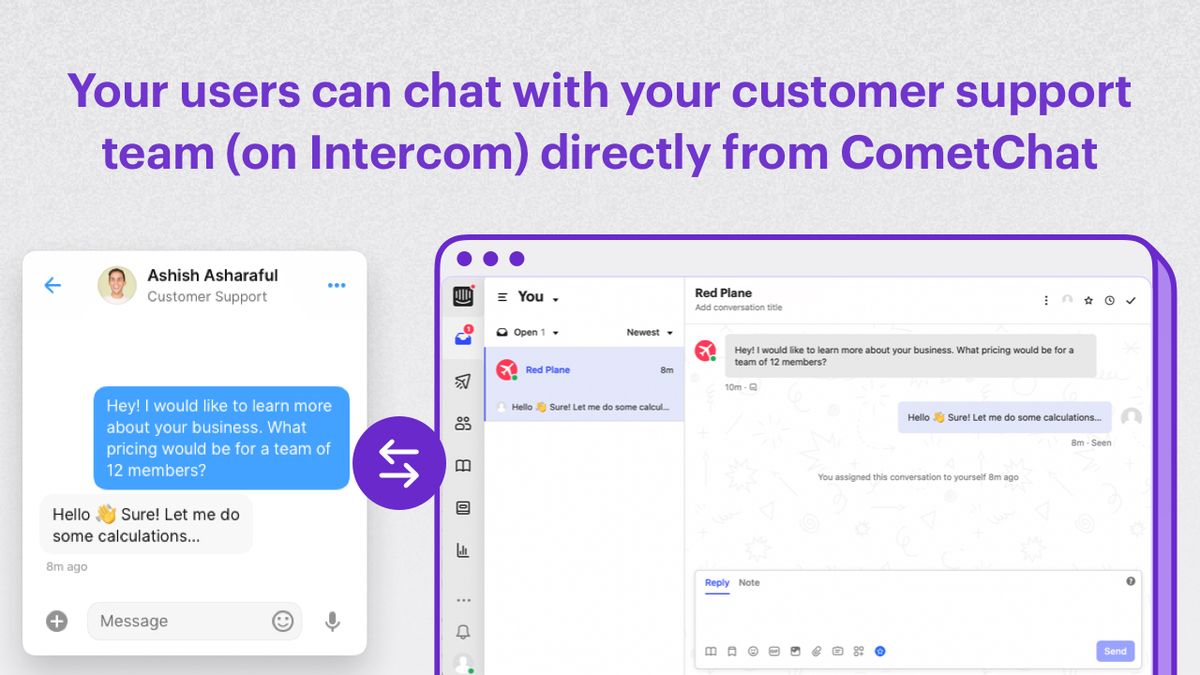 Your users can chat with your customer support
team (on Intercom) directly from CometChat
Ashish Asharaful
Customer Support
Hey! I would like to learn more
about your business. What
pricing would be for a team of
12 members?
Hello 👋 Sure! Let me do
some calculations...
8m ago
Message
1
You
Open 1
Newest
Red Plane
8m
Hello 👋 Sure! Let me do some calcul...
Red Plane
Add conversation title
Hey! I would like to learn more about your business. What pricing would be for a
team of 12 members?
10m
Hello 👋 Sure! Let me do some calculations...
8m · Seen
You assigned this conversation to yourself 8m ago
Reply
Note
?
GIF
Send